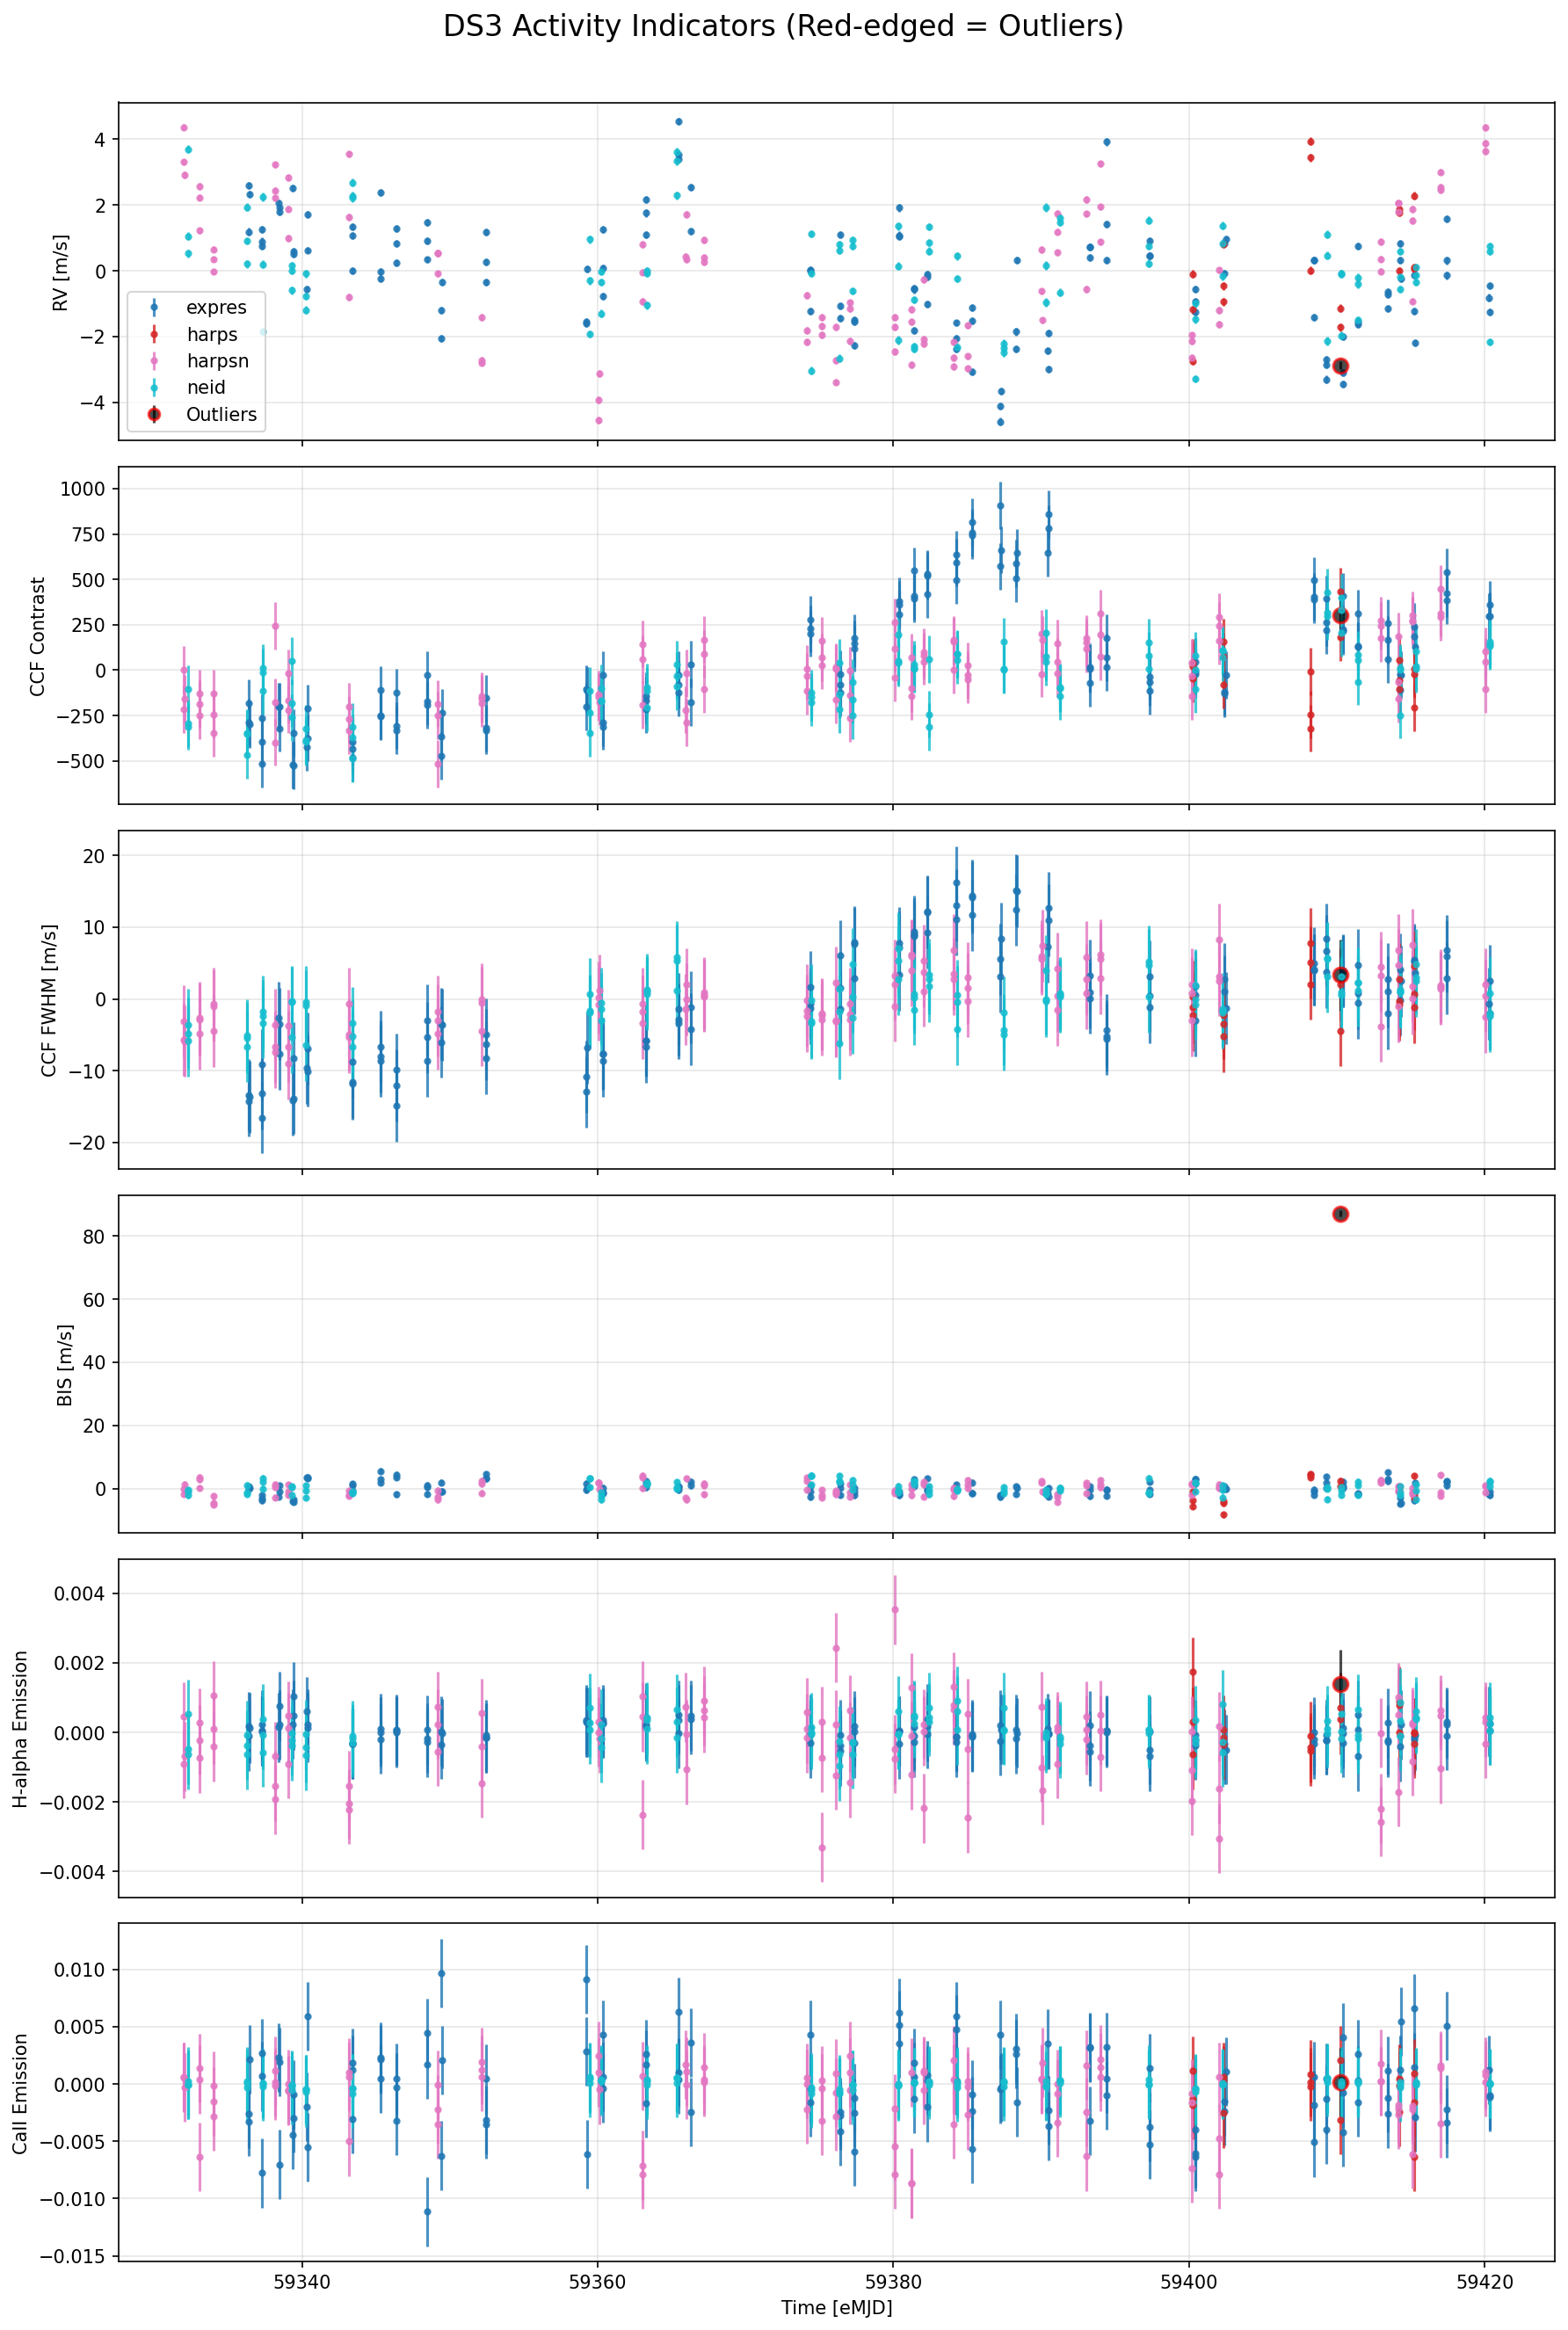 DS3 Activity Indicators (Red-edged = Outliers)
RV [m/s]
4
2
0
−2
−4
expres
harps
harpsn
neid
Outliers
CCF Contrast
1000
750
500
250
0
−250
−500
CCF FWHM [m/s]
20
10
0
−10
−20
BIS [m/s]
80
60
40
20
0
H-alpha Emission
0.004
0.002
0.000
−0.002
−0.004
CaII Emission
0.010
0.005
0.000
−0.005
−0.010
−0.015
59340
59360
59380
59400
59420
Time [eMJD]